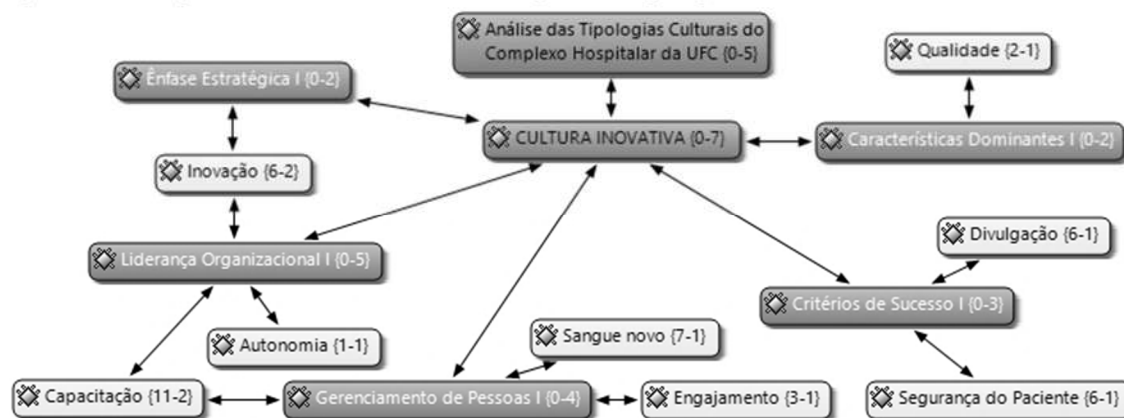 Análise das Tipologias Culturais do
Complexo Hospitalar da UFC {0-5}
Qualidade {2-1}
Ênfase Estratégica I {0-2}
CULTURA INOVATIVA {0-7}
Características Dominantes I {0-2}
Inovação {6-2}
Divulgação {6-1}
Liderança Organizacional I {0-5}
Critérios de Sucesso I {0-3}
Autonomia {1-1}
Sangue novo {7-1}
Capacitação {11-2}
Gerenciamento de Pessoas I {0-4}
Engajamento {3-1}
Segurança do Paciente {6-1}